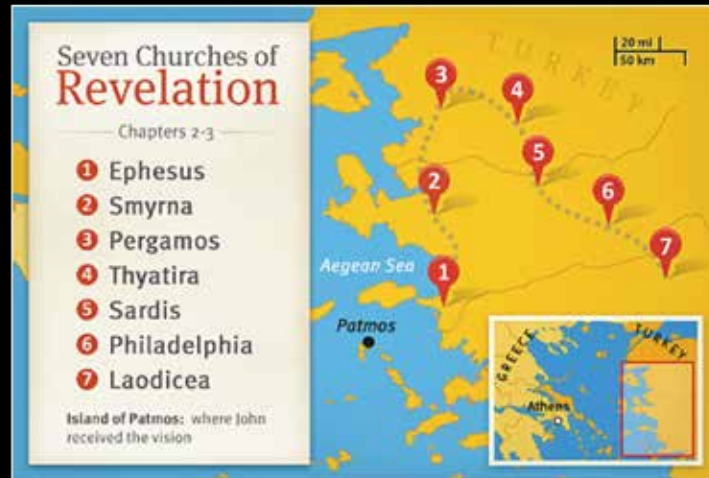 Seven Churches of
Revelation
Chapters 2-3
1 Ephesus
2 Smyrna
3 Pergamos
4 Thyatira
5 Sardis
6 Philadelphia
7 Laodicea
Island of Patmos: where John
received the vision
TURKEY
20 mi
50 km
3
4
5
2
6
7
1
Aegean Sea
Patmos
GREECE
TURKEY
Athens